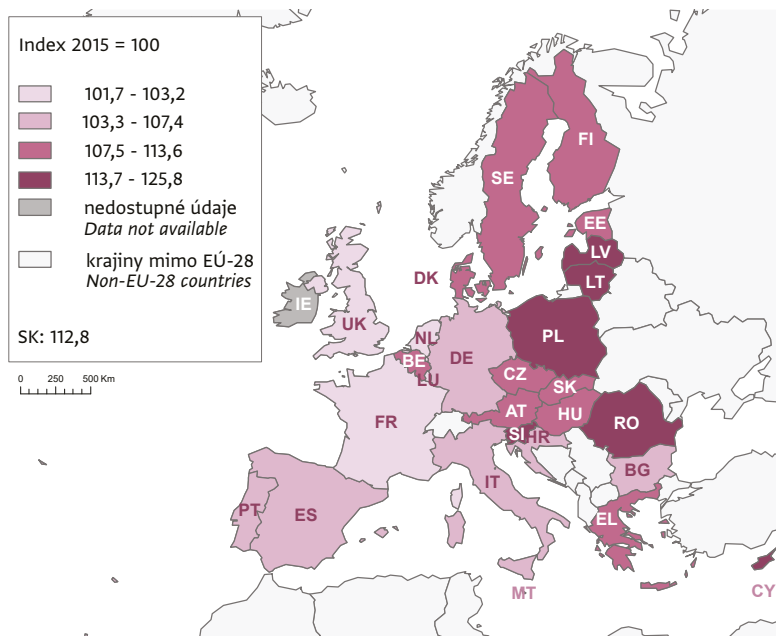 Index 2015 = 100
101,7 - 103,2
103,3 - 107,4
107,5 - 113,6
113,7 - 125,8
nedostupné údaje
Data not available
krajiny mimo EÚ-28
Non-EU-28 countries
SK: 112,8
0 250 500 Km
FI
SE
EE
LV
LT
DK
IE
UK
NL
PL
BE
DE
LU
CZ
SK
FR
AT
HU
SI
HR
RO
IT
BG
PT
ES
EL
MT
CY